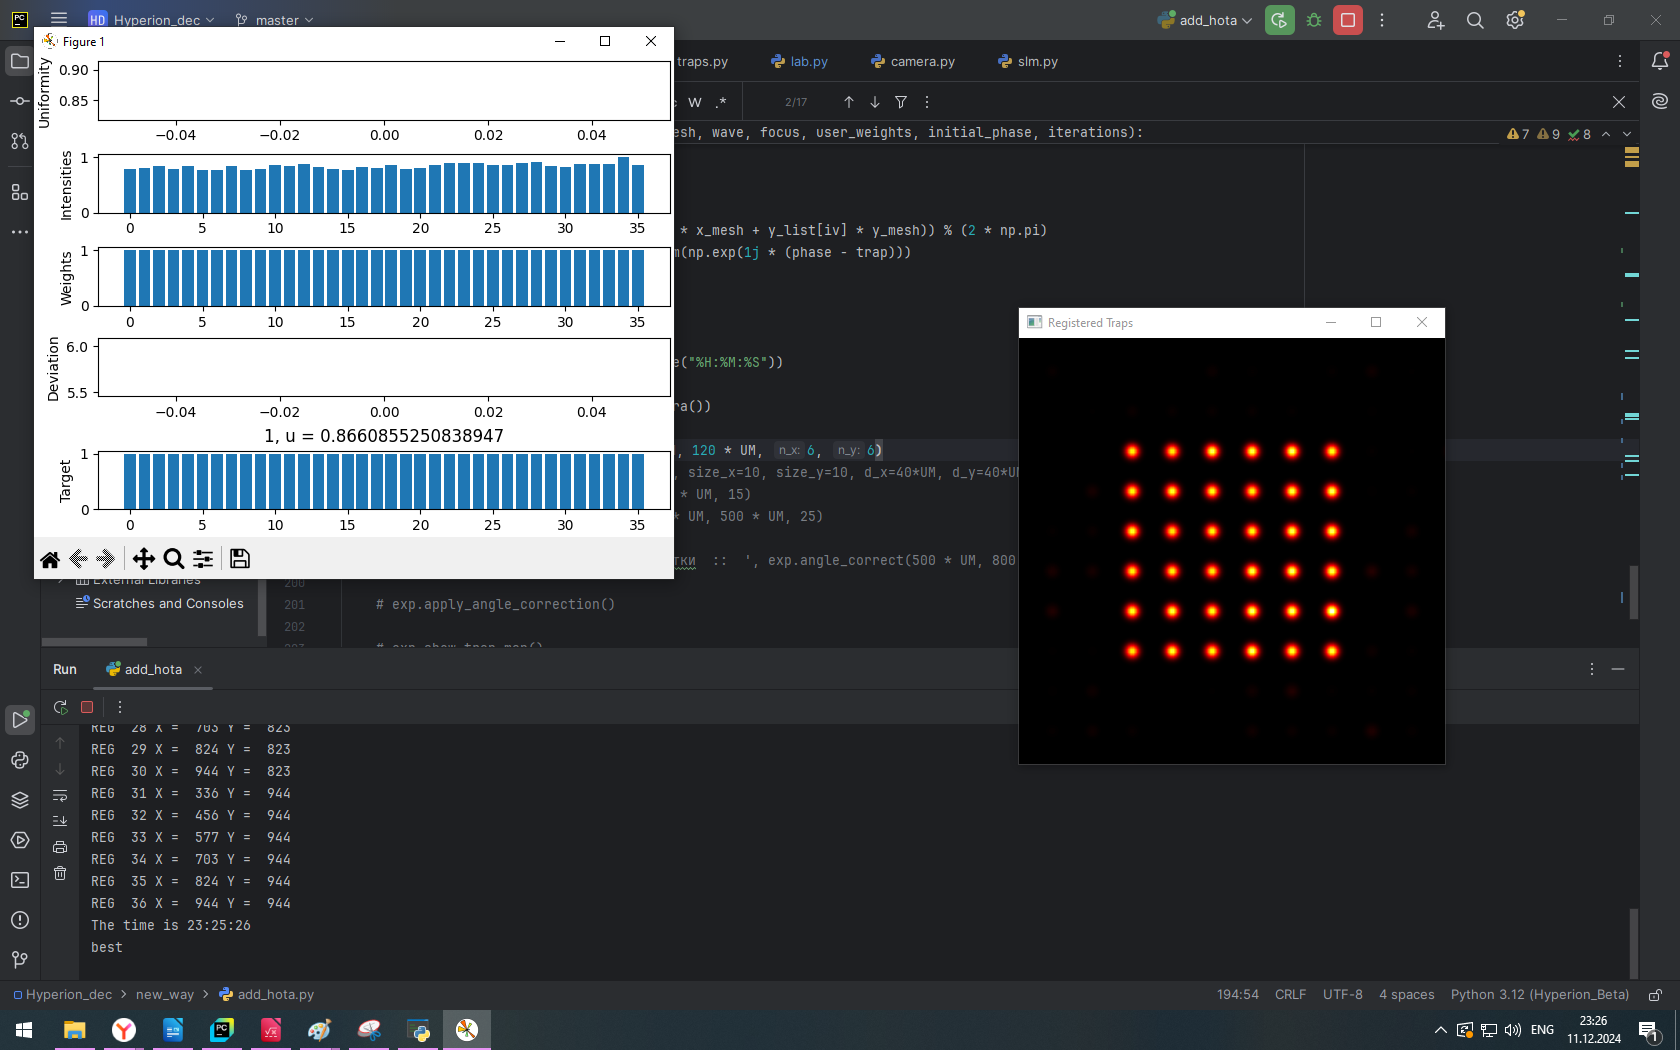 PC
HD Hyperion_dec
master
add_hota
Figure 1
traps.py
lab.py
camera.py
slm.py
W .*
2/17
esh, wave, focus, user_weights, initial_phase, iterations):
7 9 8
Uniformity
0.90
0.85
−0.04 −0.02 0.00 0.02 0.04
Intensities
1
0
0 5 10 15 20 25 30 35
Weights
1
0
0 5 10 15 20 25 30 35
Deviation
6.0
5.5
−0.04 −0.02 0.00 0.02 0.04
1, u = 0.8660855250838947
Target
1
0
0 5 10 15 20 25 30 35
* x_mesh + y_list[iv] * y_mesh)) % (2 * np.pi)
m(np.exp(1j * (phase - trap)))
e("%H:%M:%S"))
ra())
, 120 * UM, n_x: 6, n_y: 6)
, size_x=10, size_y=10, d_x=40*UM, d_y=40*UM
* UM, 15)
* UM, 500 * UM, 25)
тки :: ', exp.angle_correct(500 * UM, 800
Registered Traps
External Libraries
Scratches and Consoles
200
201 # exp.apply_angle_correction()
202
203 # exp.show_trap_map()
Run
add_hota
REG 28 X = 703 Y = 823
REG 29 X = 824 Y = 823
REG 30 X = 944 Y = 823
REG 31 X = 336 Y = 944
REG 32 X = 456 Y = 944
REG 33 X = 577 Y = 944
REG 34 X = 703 Y = 944
REG 35 X = 824 Y = 944
REG 36 X = 944 Y = 944
The time is 23:25:26
best
Hyperion_dec > new_way > add_hota.py
194:54 CRLF UTF-8 4 spaces Python 3.12 (Hyperion_Beta)
ENG
23:26
11.12.2024
1